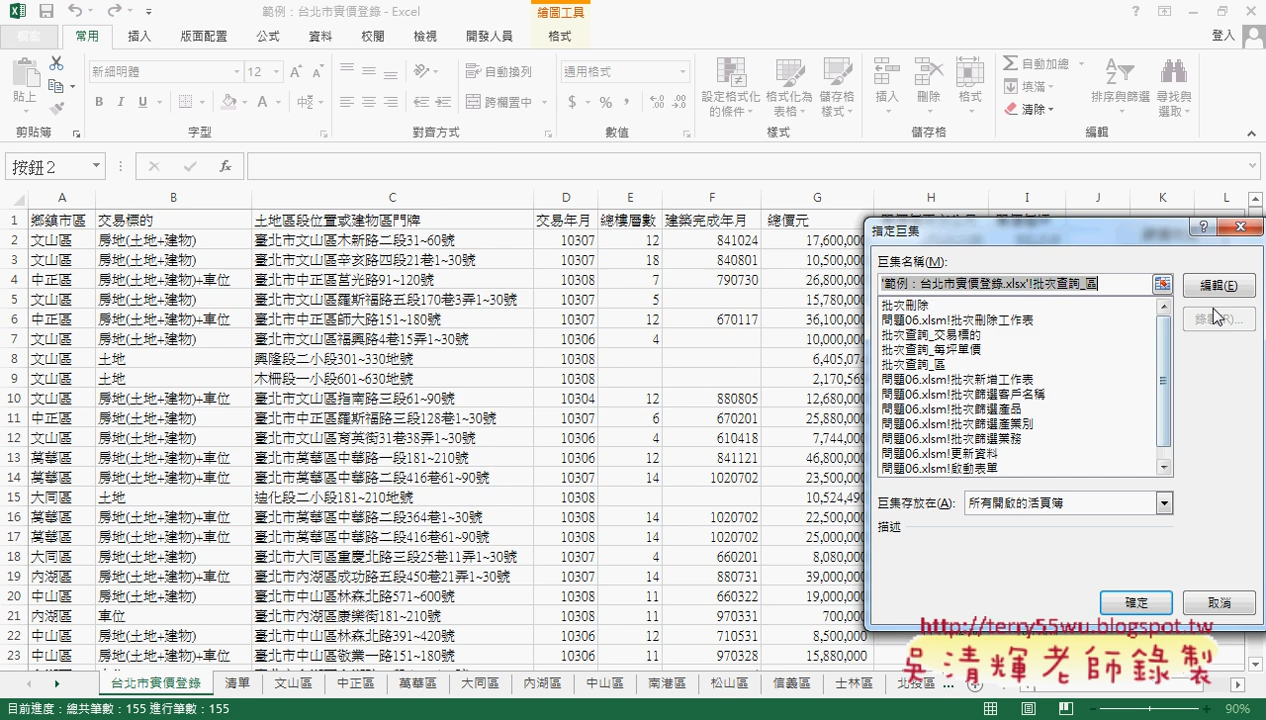 範例：台北市實價登錄 - Excel
繪圖工具
檔案 常用 插入 版面配置 公式 資料 校閱 檢視 開發人員 格式 登入
貼上
新細明體 12
自動換列
通用格式
跨欄置中
設定格式化的條件
格式化為表格
儲存格樣式
插入 刪除 格式
自動加總
填滿
清除
排序與篩選
尋找與選取
剪貼簿 字型 對齊方式 數值 樣式 儲存格 編輯
按鈕2
A B C D E F G H I J K L
1 鄉鎮市區 交易標的 土地區段位置或建物區門牌 交易年月 總樓層數 建築完成年月 總價元
2 文山區 房地(土地+建物) 臺北市文山區木新路二段31~60號 10307 12 841024 17,600,000
3 文山區 房地(土地+建物) 臺北市文山區辛亥路四段21巷1~30號 10307 18 840801 10,500,000
4 中正區 房地(土地+建物)+車位 臺北市中正區莒光路91~120號 10308 7 790730 26,800,000
5 文山區 房地(土地+建物) 臺北市文山區羅斯福路五段170巷3弄1~30號 10307 5 15,780,000
6 中正區 房地(土地+建物)+車位 臺北市中正區師大路151~180號 10307 12 670117 36,100,000
7 文山區 房地(土地+建物) 臺北市文山區福興路4巷15弄1~30號 10306 4 10,000,000
8 文山區 土地 興隆段二小段301~330地號 10308 6,405,074
9 文山區 土地 木柵段一小段601~630地號 10308 2,170,569
10 文山區 房地(土地+建物)+車位 臺北市文山區指南路三段61~90號 10304 12 880805 12,680,000
11 中正區 房地(土地+建物)+車位 臺北市中正區羅斯福路三段128巷1~30號 10307 6 670201 25,880,000
12 文山區 房地(土地+建物) 臺北市文山區育英街31巷38弄1~30號 10306 4 610418 7,744,000
13 萬華區 房地(土地+建物)+車位 臺北市萬華區中華路一段181~210號 10306 12 841121 46,800,000
14 萬華區 房地(土地+建物)+車位 臺北市萬華區中華路二段416巷61~90號 10307 14 1020702 23,500,000
15 大同區 土地 迪化段二小段181~210地號 10308 10,524,490
16 萬華區 房地(土地+建物)+車位 臺北市萬華區中華路二段364巷1~30號 10308 14 1020702 22,500,000
17 萬華區 房地(土地+建物)+車位 臺北市萬華區中華路二段416巷61~90號 10308 14 1020702 25,000,000
18 大同區 房地(土地+建物) 臺北市大同區重慶北路三段25巷11弄1~30號 10307 4 660201 8,080,000
19 內湖區 房地(土地+建物)+車位 臺北市內湖區成功路五段450巷21弄1~30號 10307 14 880731 39,000,000
20 中山區 房地(土地+建物) 臺北市中山區林森北路571~600號 10308 11 660322 19,000,000
21 內湖區 車位 臺北市內湖區康樂街181~210號 10308 11 970331 700,000
22 中山區 房地(土地+建物) 臺北市中山區林森北路391~420號 10306 12 710531 8,500,000
23 中山區 房地(土地+建物)+車位 臺北市中山區敬業一路151~180號 10306 11 970328 15,880,000
指定巨集
巨集名稱(M):
'範例：台北市實價登錄.xlsx'!批次查詢_區
編輯(E)
錄製(R)...
批次刪除
問題06.xlsm!批次刪除工作表
批次查詢_交易標的
批次查詢_每坪單價
批次查詢_區
問題06.xlsm!批次新增工作表
問題06.xlsm!批次篩選客戶名稱
問題06.xlsm!批次篩選產品
問題06.xlsm!批次篩選產業別
問題06.xlsm!批次篩選業務
問題06.xlsm!更新資料
問題06.xlsm!啟動表單
巨集存放在(A): 所有開啟的活頁簿
描述
確定 取消
http://terry55wu.blogspot.tw
吳清輝老師錄製
台北市實價登錄 清單 文山區 中正區 萬華區 大同區 內湖區 中山區 南港區 松山區 信義區 士林區 北投區 ...
目前進度：總共筆數：155 進行筆數：155
90%